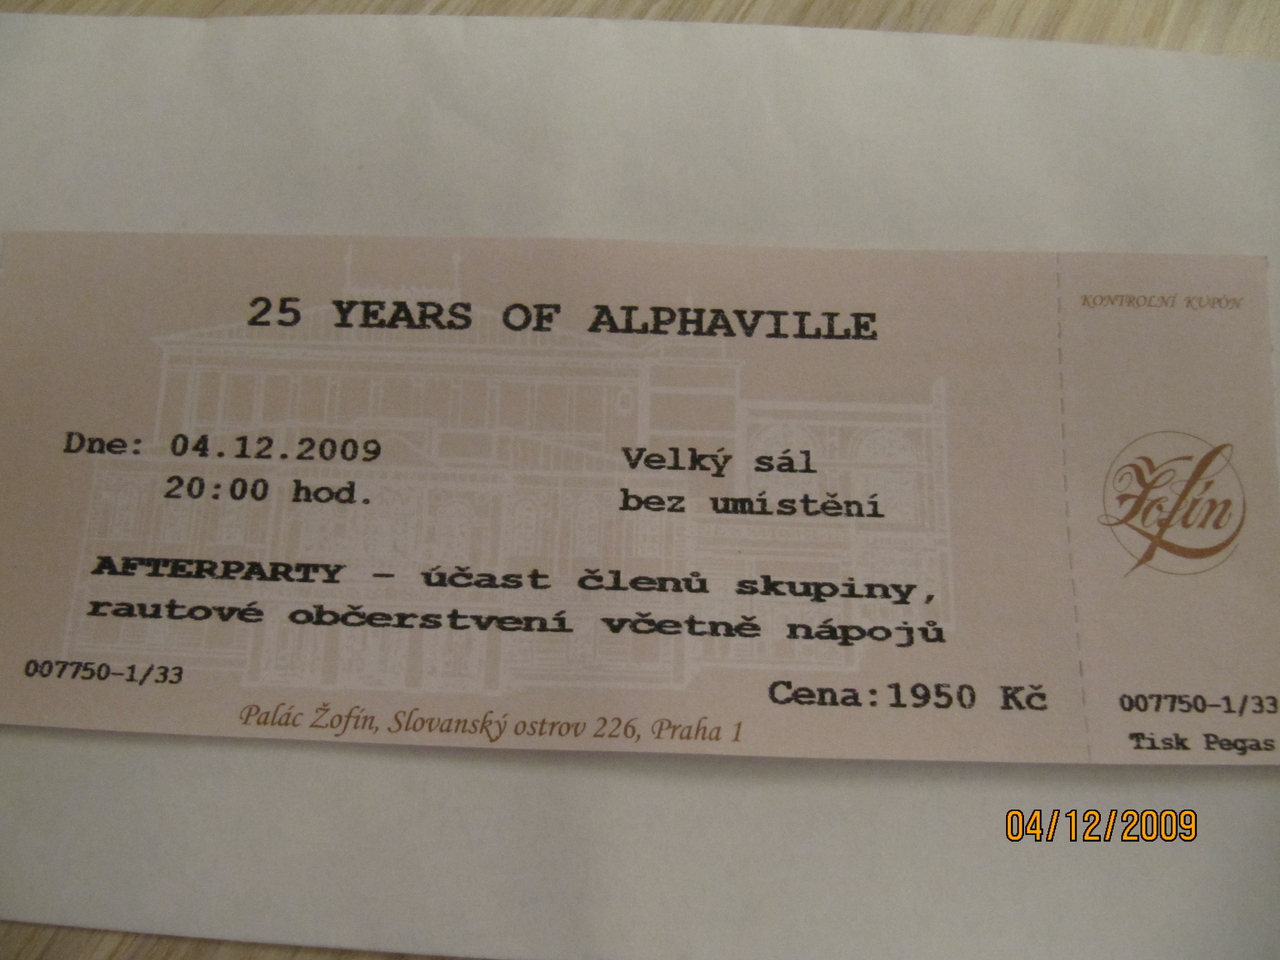 25 YEARS OF ALPHAVILLE
KONTROLNÍ KUPÓN
Dne: 04.12.2009
20:00 hod.
Velký sál
bez umístění
Žofín
AFTERPARTY – účast členů skupiny,
rautové občerstvení včetně nápojů
007750-1/33
Cena:1950 Kč
007750-1/33
Tisk Pegas
Palác Žofín, Slovanský ostrov 226, Praha 1
04/12/2009